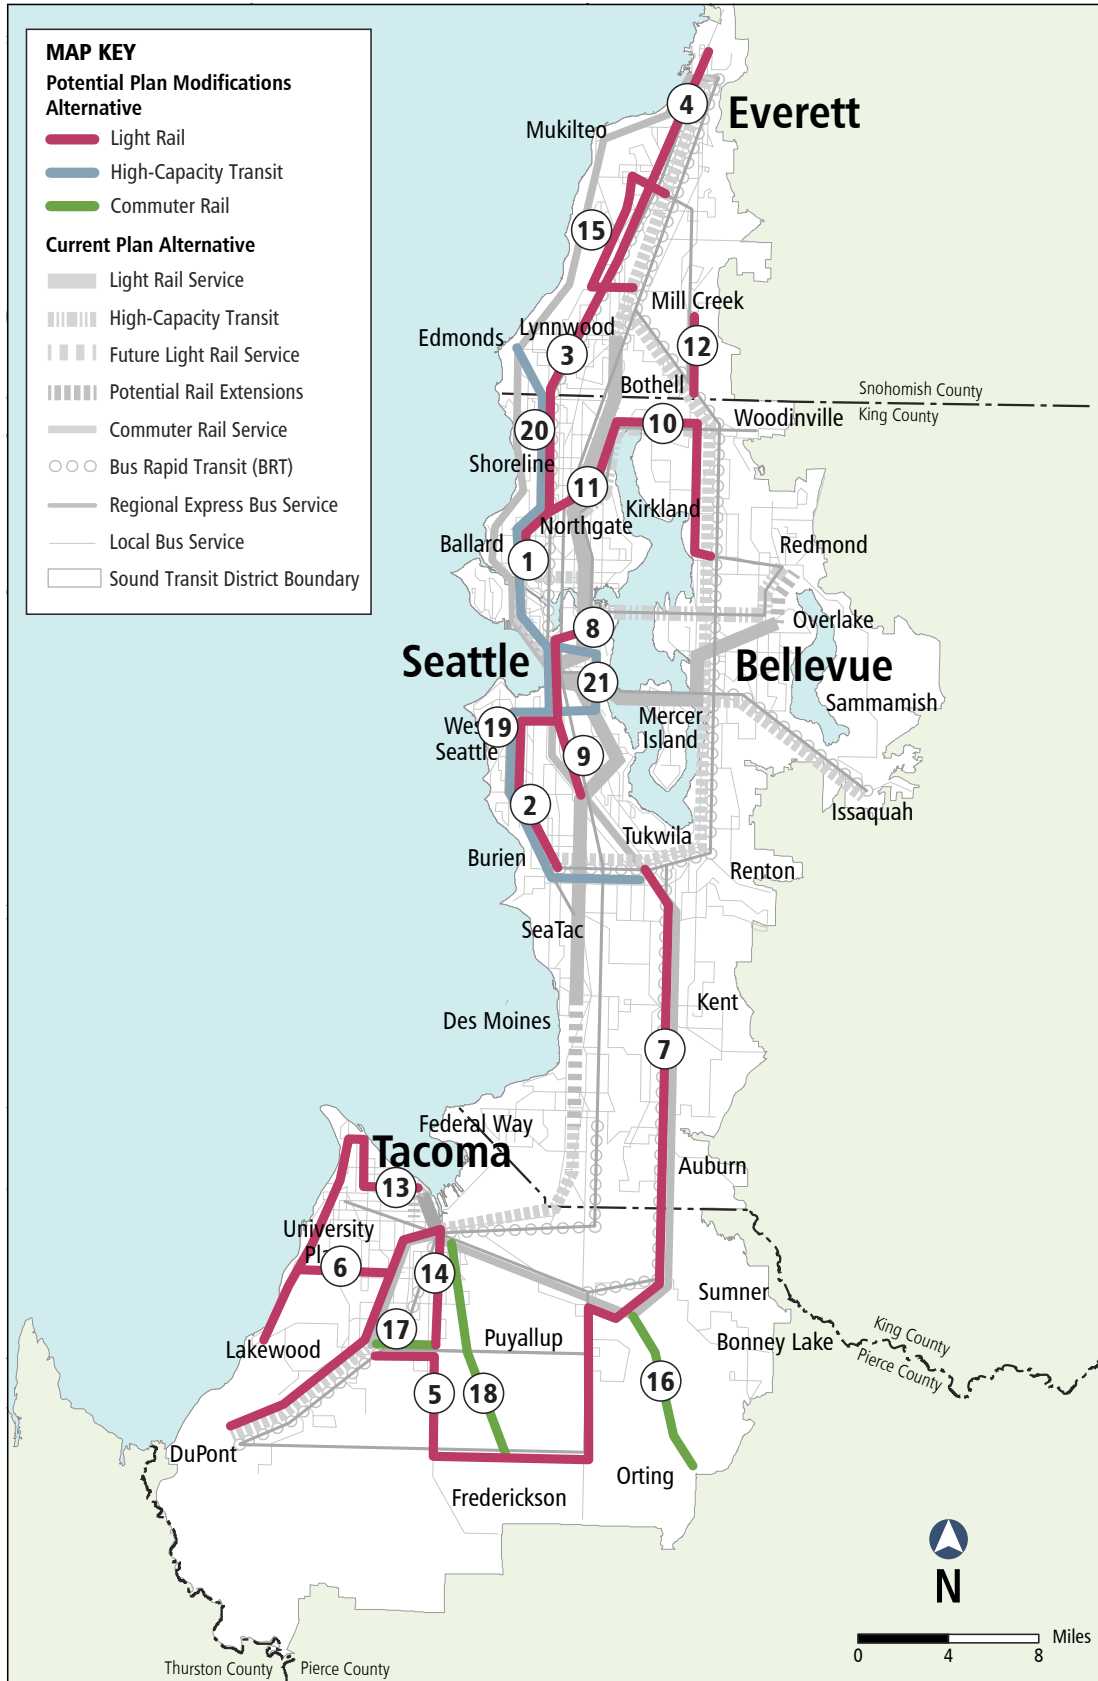 MAP KEY
Potential Plan Modifications
Alternative
Light Rail
High-Capacity Transit
Commuter Rail
Current Plan Alternative
Light Rail Service
High-Capacity Transit
Future Light Rail Service
Potential Rail Extensions
Commuter Rail Service
Bus Rapid Transit (BRT)
Regional Express Bus Service
Local Bus Service
Sound Transit District Boundary
4
Everett
Mukilteo
15
Mill Creek
Lynnwood
Edmonds
12
3
Bothell
Snohomish County
King County
Woodinville
10
20
Shoreline
11
Kirkland
Northgate
Ballard
1
Redmond
8
Overlake
Seattle
Bellevue
21
Sammamish
19
Mercer
Island
West
Seattle
9
2
Issaquah
Tukwila
Burien
Renton
SeaTac
Kent
Des Moines
7
Federal Way
Tacoma
Auburn
13
University
6
14
Sumner
King County
Pierce County
17
Puyallup
Bonney Lake
Lakewood
5
18
16
DuPont
Orting
Frederickson
N
Miles
0 4 8
Thurston County
Pierce County